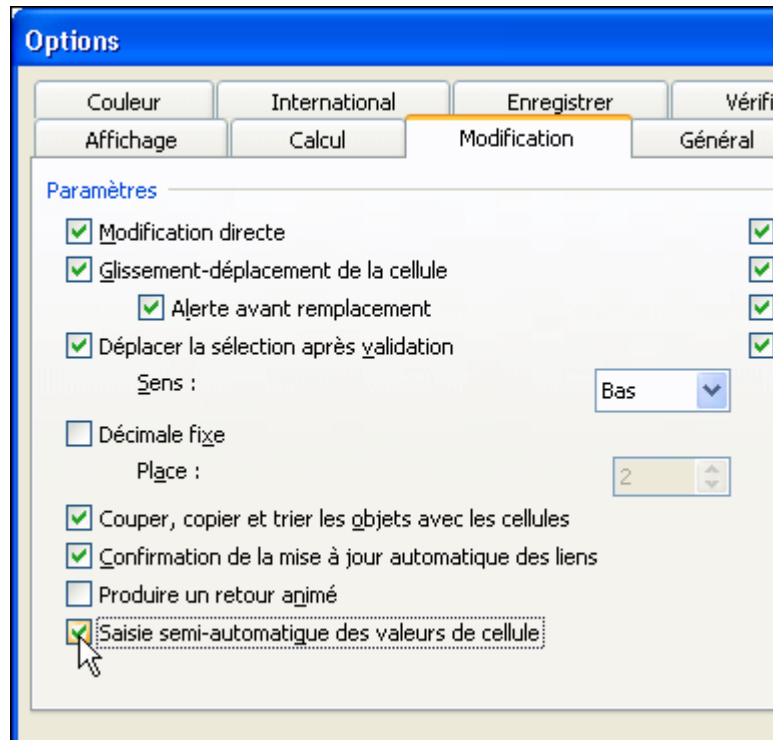 Options
Couleur International Enregistrer Vérifi
Affichage Calcul Modification Général
Paramètres
Modification directe
Glissement-déplacement de la cellule
Alerte avant remplacement
Déplacer la sélection après validation
Sens : Bas
Décimale fixe
Place : 2
Couper, copier et trier les objets avec les cellules
Confirmation de la mise à jour automatique des liens
Produire un retour animé
Saisie semi-automatique des valeurs de cellule